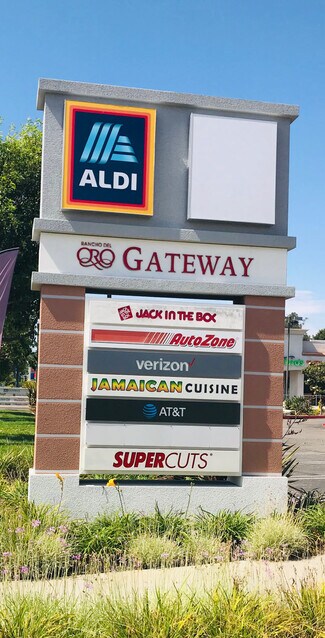 ALDI
RANCHO DEL
ORO GATEWAY
JACK IN THE BOX
AutoZone
verizon
JAMAICAN CUISINE
AT&T
SUPERCUTS®